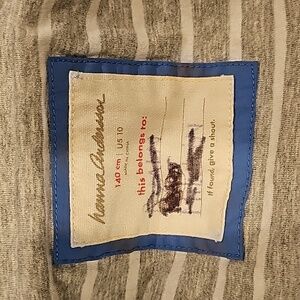 hanna andersson
140 cm | US 10
this belongs to:
if found give a shout.